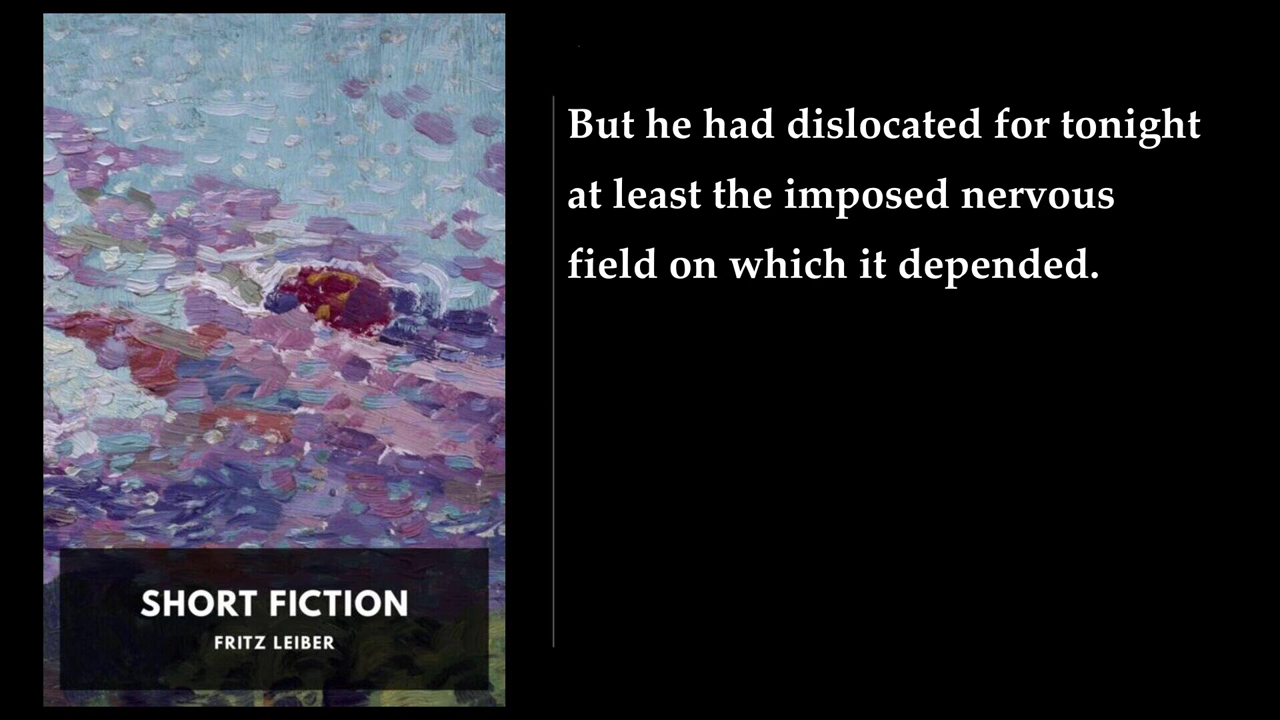 SHORT FICTION
FRITZ LEIBER
But he had dislocated for tonight
at least the imposed nervous
field on which it depended.